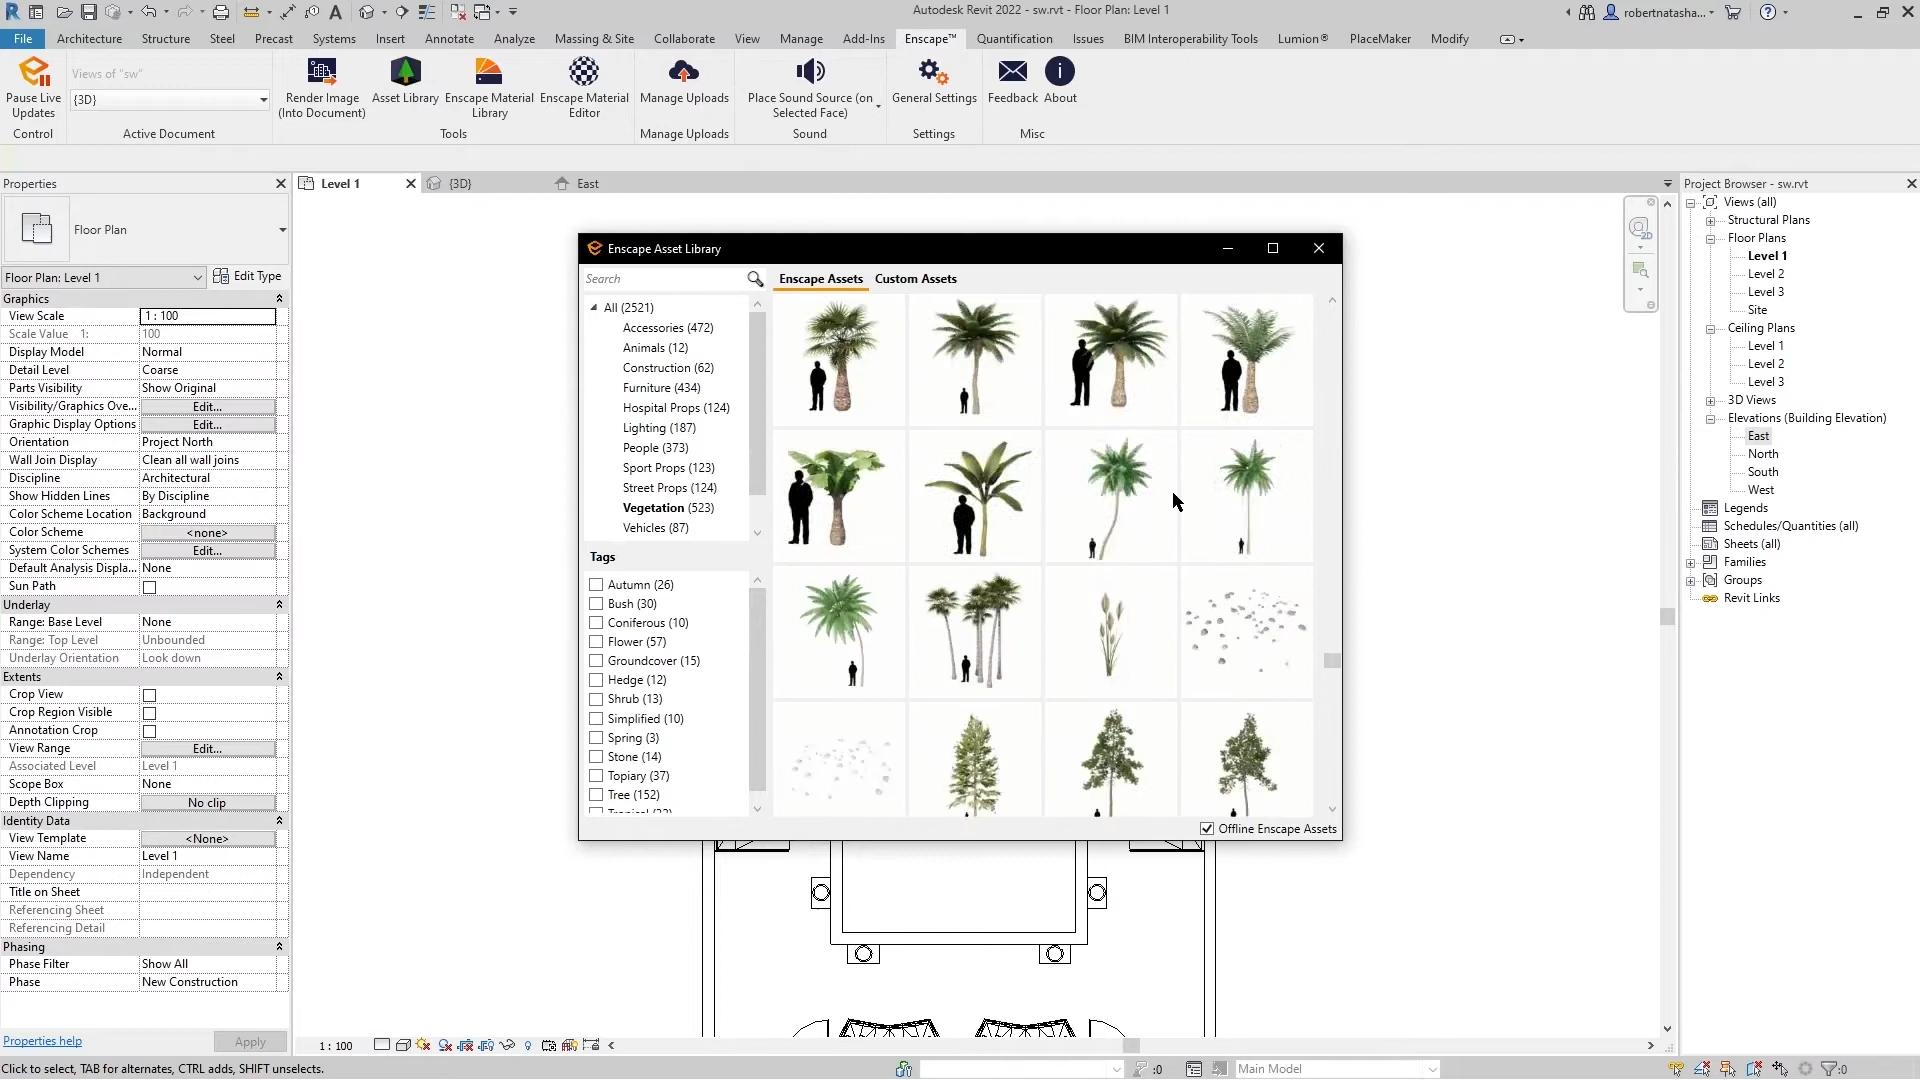 Autodesk Revit 2022 - sw.rvt - Floor Plan: Level 1
robertnatasha...
File Architecture Structure Steel Precast Systems Insert Annotate Analyze Massing & Site Collaborate View Manage Add-Ins Enscape™ Quantification Issues BIM Interoperability Tools Lumion® PlaceMaker Modify
Views of "sw"
{3D}
Pause Live Updates
Render Image (Into Document)
Asset Library
Enscape Material Library
Enscape Material Editor
Manage Uploads
Place Sound Source (on Selected Face)
General Settings
Feedback
About
Control Active Document Tools Manage Uploads Sound Settings Misc
Properties
Floor Plan
Floor Plan: Level 1 Edit Type
Graphics
View Scale 1 : 100
Scale Value 1: 100
Display Model Normal
Detail Level Coarse
Parts Visibility Show Original
Visibility/Graphics Ove... Edit...
Graphic Display Options Edit...
Orientation Project North
Wall Join Display Clean all wall joins
Discipline Architectural
Show Hidden Lines By Discipline
Color Scheme Location Background
Color Scheme <none>
System Color Schemes Edit...
Default Analysis Displa... None
Sun Path
Underlay
Range: Base Level None
Range: Top Level Unbounded
Underlay Orientation Look down
Extents
Crop View
Crop Region Visible
Annotation Crop
View Range Edit...
Associated Level Level 1
Scope Box None
Depth Clipping No clip
Identity Data
View Template <None>
View Name Level 1
Dependency Independent
Title on Sheet
Referencing Sheet
Referencing Detail
Phasing
Phase Filter Show All
Phase New Construction
Properties help Apply
Level 1 {3D} East
Enscape Asset Library
Search
Enscape Assets Custom Assets
All (2521)
Accessories (472)
Animals (12)
Construction (62)
Furniture (434)
Hospital Props (124)
Lighting (187)
People (373)
Sport Props (123)
Street Props (124)
Vegetation (523)
Vehicles (87)
Tags
Autumn (26)
Bush (30)
Coniferous (10)
Flower (57)
Groundcover (15)
Hedge (12)
Shrub (13)
Simplified (10)
Spring (3)
Stone (14)
Topiary (37)
Tree (152)
Offline Enscape Assets
2D
Project Browser - sw.rvt
Views (all)
Structural Plans
Floor Plans
Level 1
Level 2
Level 3
Site
Ceiling Plans
Level 1
Level 2
Level 3
3D Views
Elevations (Building Elevation)
East
North
South
West
Legends
Schedules/Quantities (all)
Sheets (all)
Families
Groups
Revit Links
1 : 100
Click to select, TAB for alternates, CTRL adds, SHIFT unselects.
:0
Main Model
:0